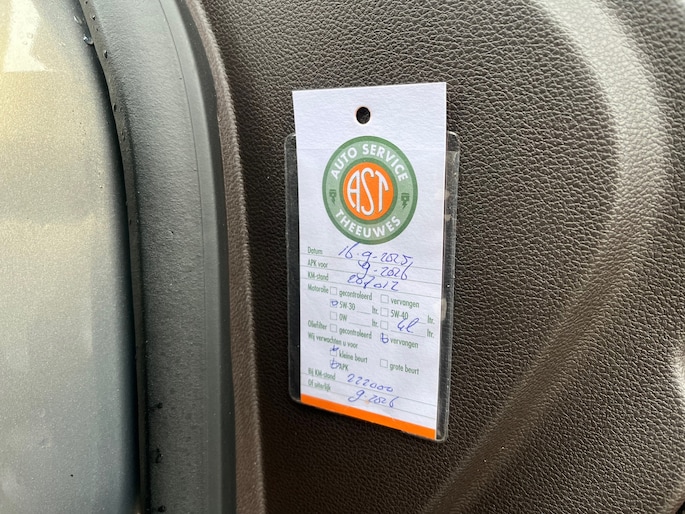 AUTO SERVICE
AST
THEEUWES
Datum 16-9-2025
APK voor 9-2026
KM-stand 207012
Motorolie gecontroleerd vervangen
5W-30 ltr. 5W-40 ltr.
0W ltr. 4l ltr.
Oliefilter gecontroleerd vervangen
Wij verwachten u voor
kleine beurt grote beurt
APK
Bij KM-stand 222000
Of uiterlijk 9-2026